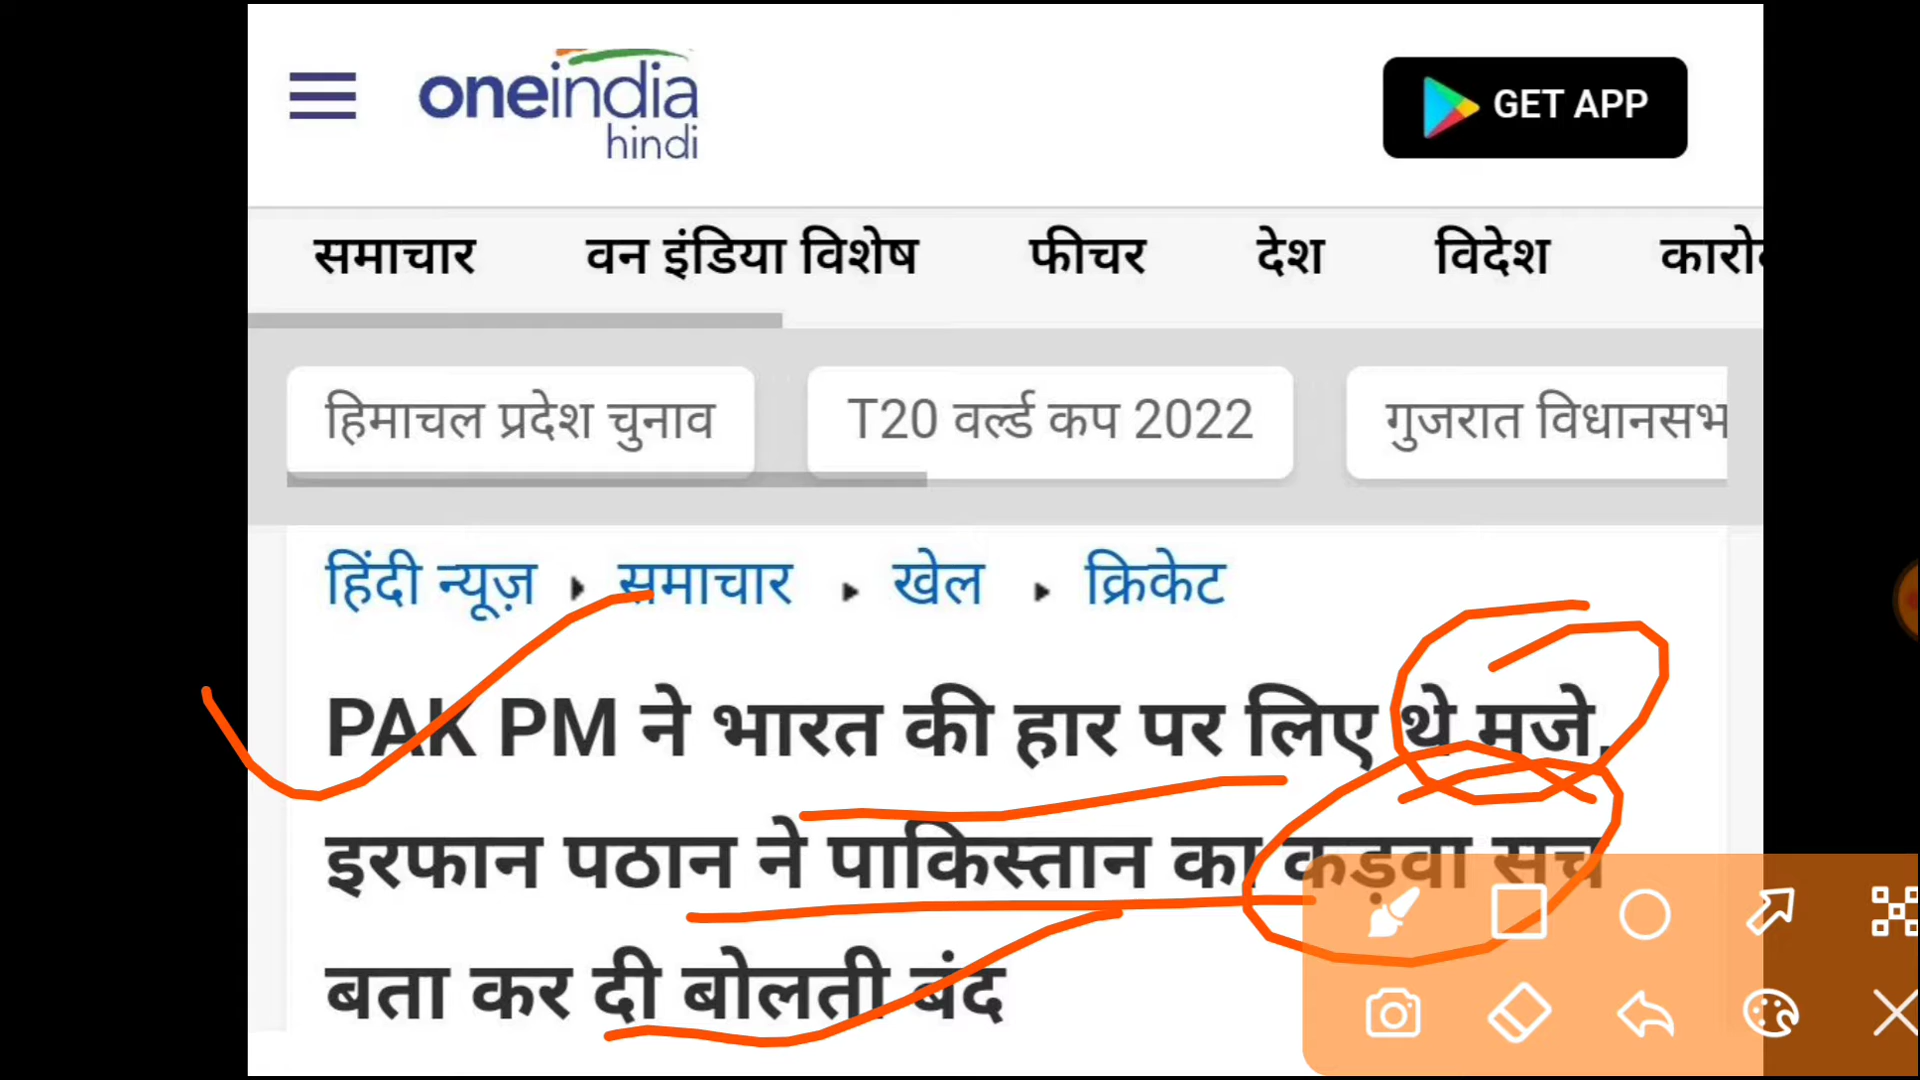 oneindia
hindi
GET APP
समाचार वन इंडिया विशेष फीचर देश विदेश
हिमाचल प्रदेश चुनाव T20 वर्ल्ड कप 2022 गुजरात
हिंदी न्यूज़ समाचार खेल क्रिकेट
PAK PM ने भारत की हार पर लिए थे मजे,
इरफान पठान ने पाकिस्तान का कड़वा सच
बता कर दी बोलती बंद